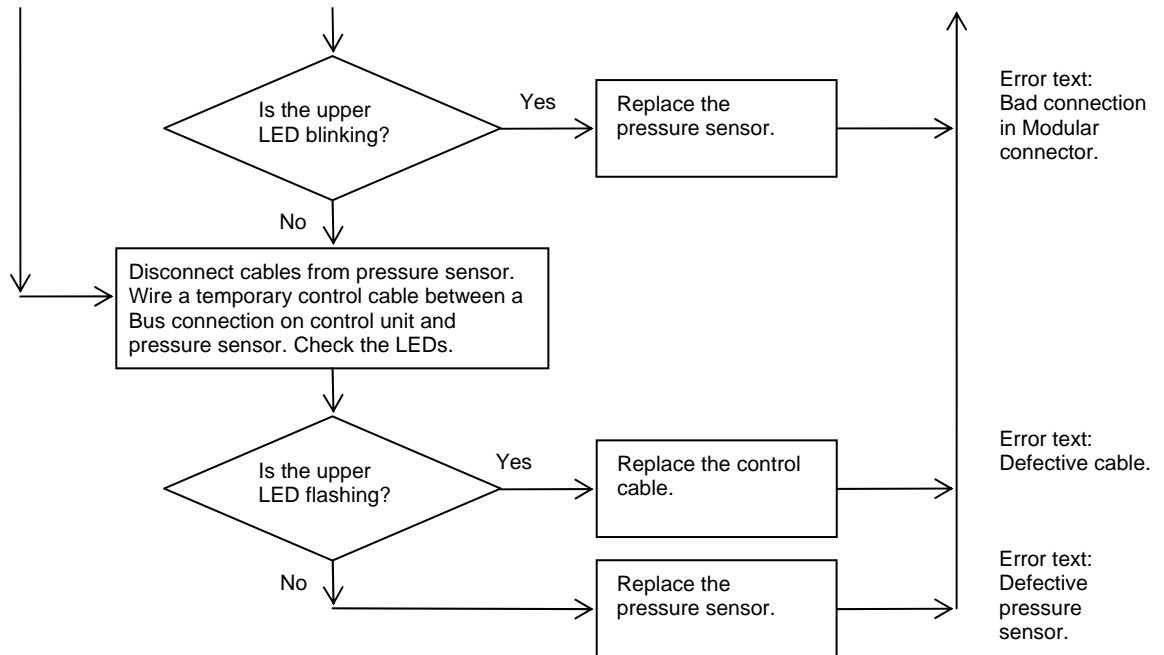 Is the upper
LED blinking?
Yes
Replace the
pressure sensor.
Error text:
Bad connection
in Modular
connector.
No
Disconnect cables from pressure sensor.
Wire a temporary control cable between a
Bus connection on control unit and
pressure sensor. Check the LEDs.
Is the upper
LED flashing?
Yes
Replace the control
cable.
Error text:
Defective cable.
No
Replace the
pressure sensor.
Error text:
Defective
pressure
sensor.